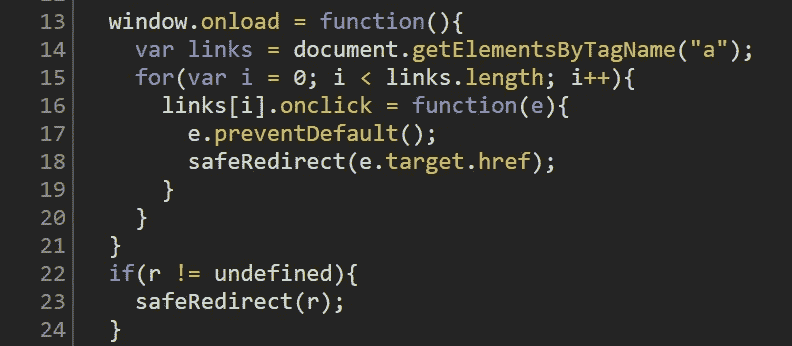 13 window.onload = function(){
14 var links = document.getElementsByTagName("a");
15 for(var i = 0; i < links.length; i++){
16 links[i].onclick = function(e){
17 e.preventDefault();
18 safeRedirect(e.target.href);
19 }
20 }
21 }
22 if(r != undefined){
23 safeRedirect(r);
24 }